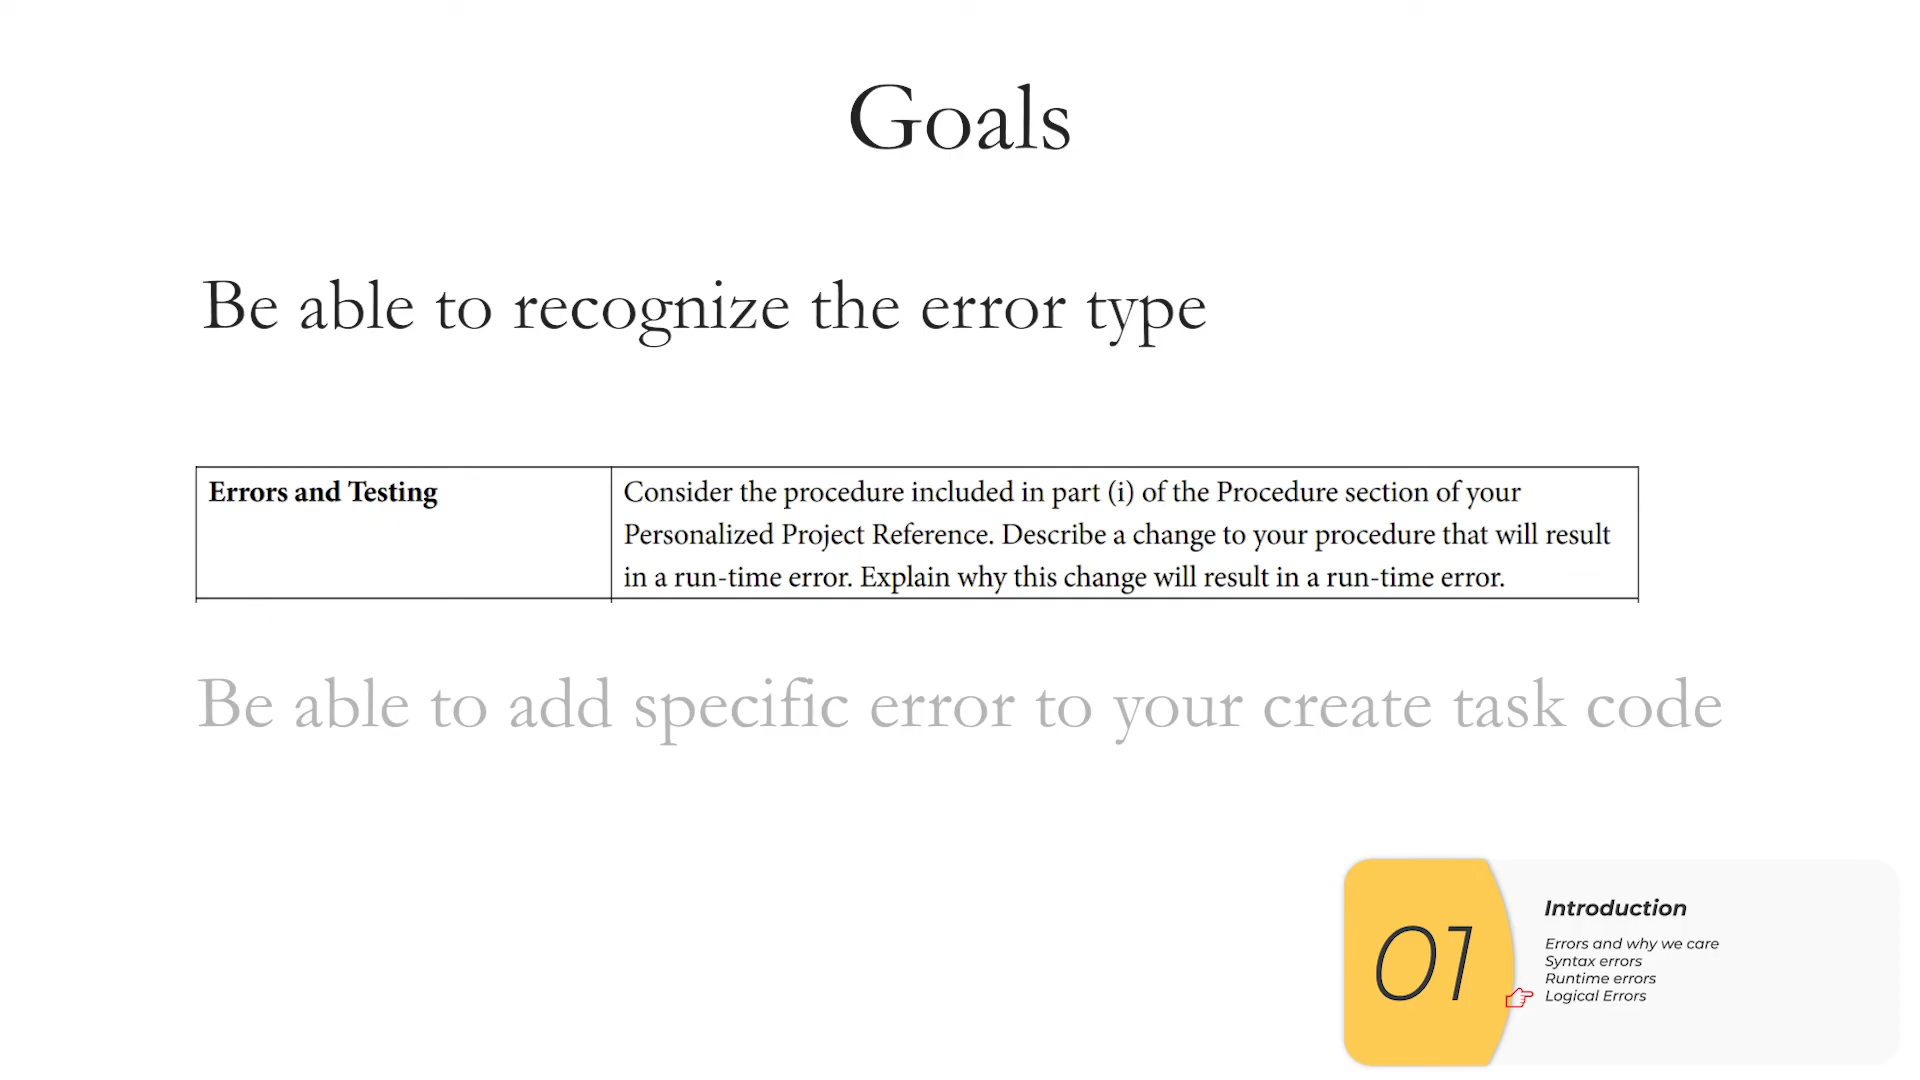 Goals
Be able to recognize the error type
Errors and Testing
Consider the procedure included in part (i) of the Procedure section of your
Personalized Project Reference. Describe a change to your procedure that will result
in a run-time error. Explain why this change will result in a run-time error.
Be able to add specific error to your create task code
01
Introduction
Errors and why we care
Syntax errors
Runtime errors
Logical Errors